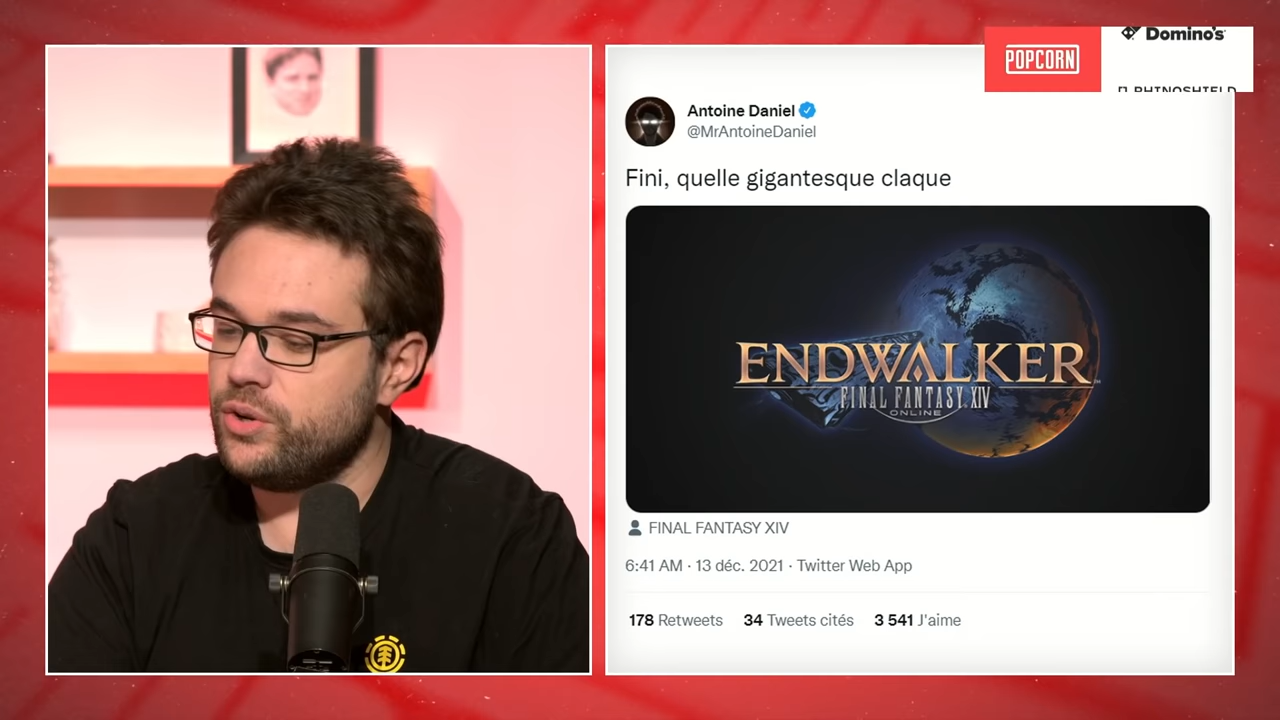 POPCORN
Domino's
RHINOSHIELD
Antoine Daniel
@MrAntoineDaniel
Fini, quelle gigantesque claque
ENDWALKER
FINAL FANTASY XIV
ONLINE
FINAL FANTASY XIV
6:41 AM · 13 déc. 2021 · Twitter Web App
178 Retweets 34 Tweets cités 3 541 J'aime